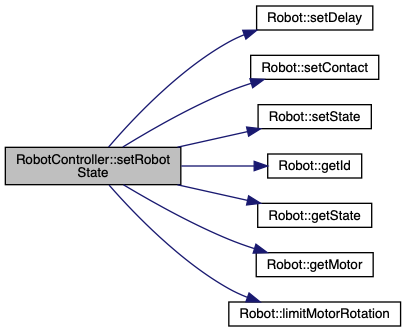 Robot::setDelay
Robot::setContact
Robot::setState
RobotController::setRobot
State
Robot::getId
Robot::getState
Robot::getMotor
Robot::limitMotorRotation